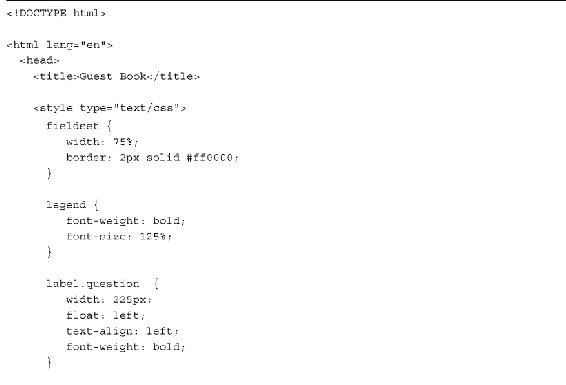 <!DOCTYPE html>
<html lang="en">
<head>
<title>Guest Book</title>
<style type="text/css">
fieldset {
width: 75%;
border: 2px solid #ff0000;
}
legend {
font-weight: bold;
font-size: 125%;
}
label.question {
width: 225px;
float: left;
text-align: left;
font-weight: bold;
}